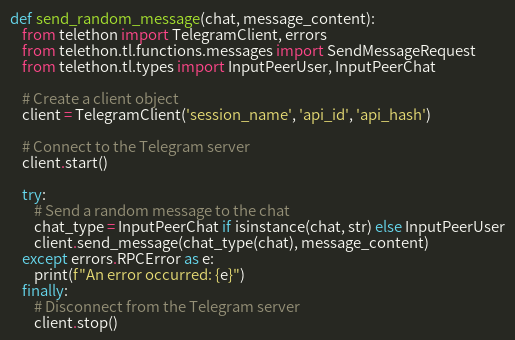 def send_random_message(chat, message_content):
from telethon import TelegramClient, errors
from telethon.tl.functions.messages import SendMessageRequest
from telethon.tl.types import InputPeerUser, InputPeerChat
# Create a client object
client = TelegramClient('session_name', 'api_id', 'api_hash')
# Connect to the Telegram server
client.start()
try:
# Send a random message to the chat
chat_type = InputPeerChat if isinstance(chat, str) else InputPeerUser
client.send_message(chat_type(chat), message_content)
except errors.RPCError as e:
print(f"An error occurred: {e}")
finally:
# Disconnect from the Telegram server
client.stop()